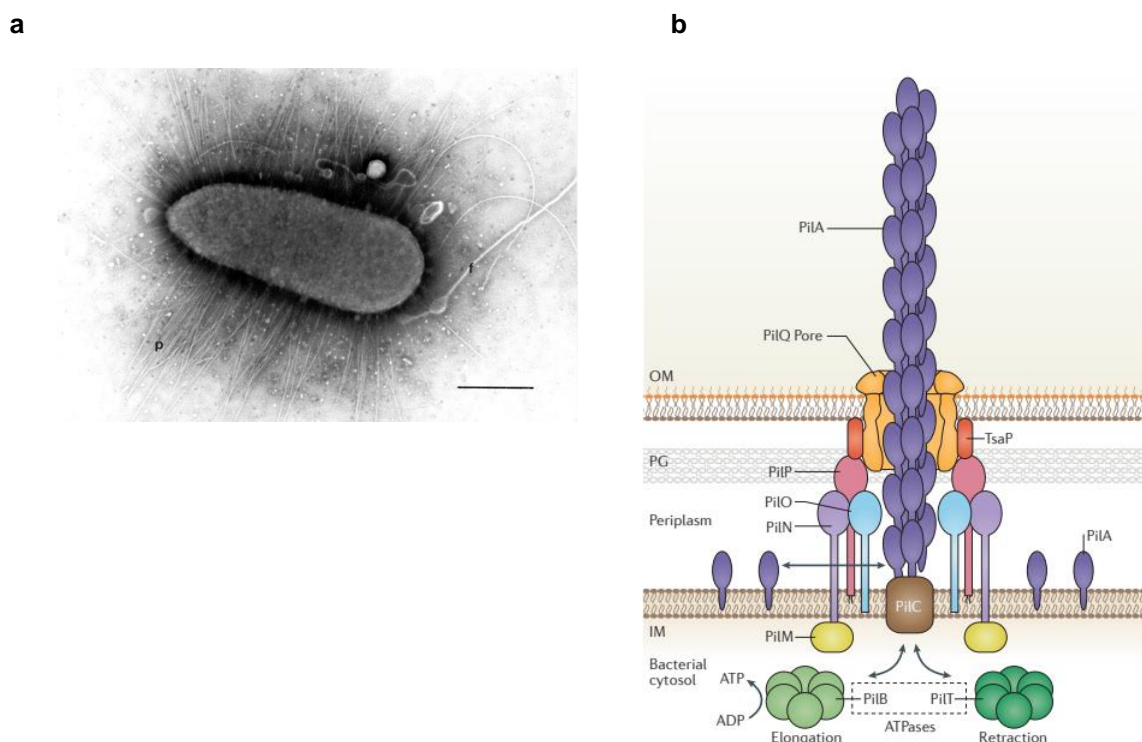 a
b
f
p
PilA
PilQ Pore
OM
TsaP
PG
PilP
PilO
Periplasm
PilN
PilA
PilC
IM
PilM
Bacterial
cytosol
ATP
PilB
PilT
ADP
ATPases
Elongation
Retraction